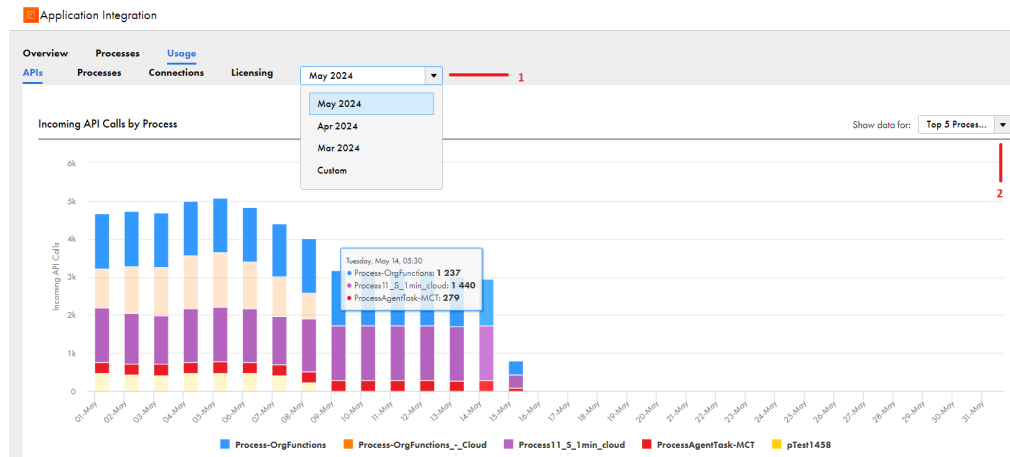 Application Integration
Overview Processes Usage
APIs Processes Connections Licensing May 2024 1
May 2024
Apr 2024
Mar 2024
Custom
Incoming API Calls by Process
Show data for: Top 5 Proces...
2
6k
5k
4k
3k
2k
1k
0
Incoming API Calls
Tuesday, May 14, 05:30
Process-OrgFunctions: 1 237
Process11_S_1min_cloud: 1 440
ProcessAgentTask-MCT: 279
01-May 02-May 03-May 04-May 05-May 06-May 07-May 08-May 09-May 10-May 11-May 12-May 13-May 14-May 15-May 16-May 17-May 18-May 19-May 20-May 21-May 22-May 23-May 24-May 25-May 26-May 27-May 28-May 29-May 30-May 31-May
Process-OrgFunctions Process-OrgFunctions_-_Cloud Process11_S_1min_cloud ProcessAgentTask-MCT pTest1458